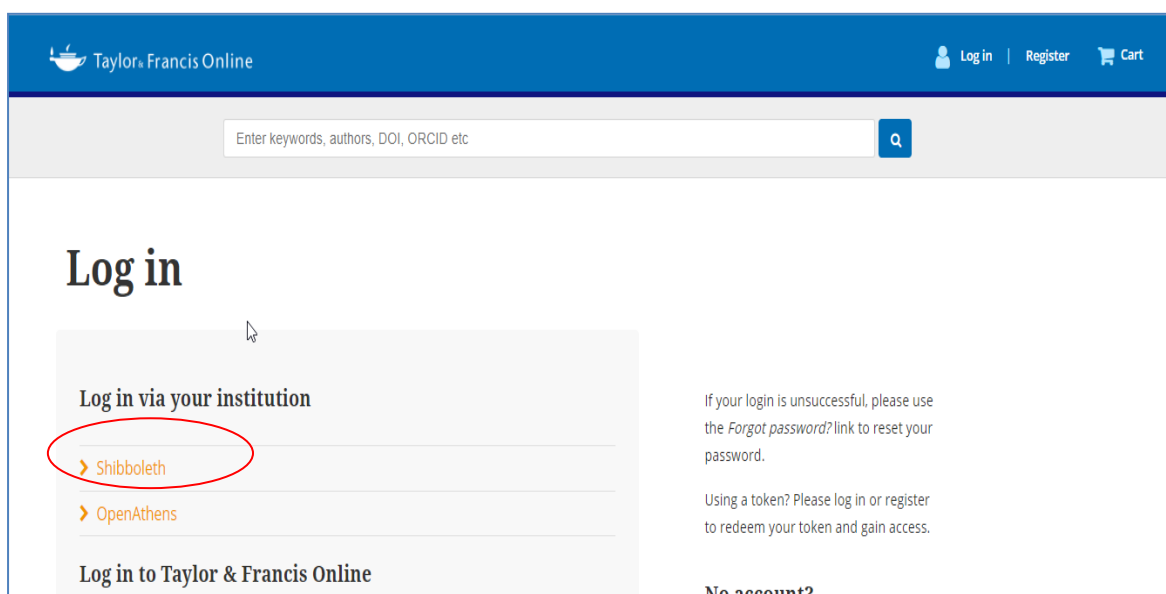 Taylor & Francis Online
Log in | Register Cart
Enter keywords, authors, DOI, ORCID etc
Log in
Log in via your institution
Shibboleth
OpenAthens
Log in to Taylor & Francis Online
If your login is unsuccessful, please use
the Forgot password? link to reset your
password.
Using a token? Please log in or register
to redeem your token and gain access.
No account?